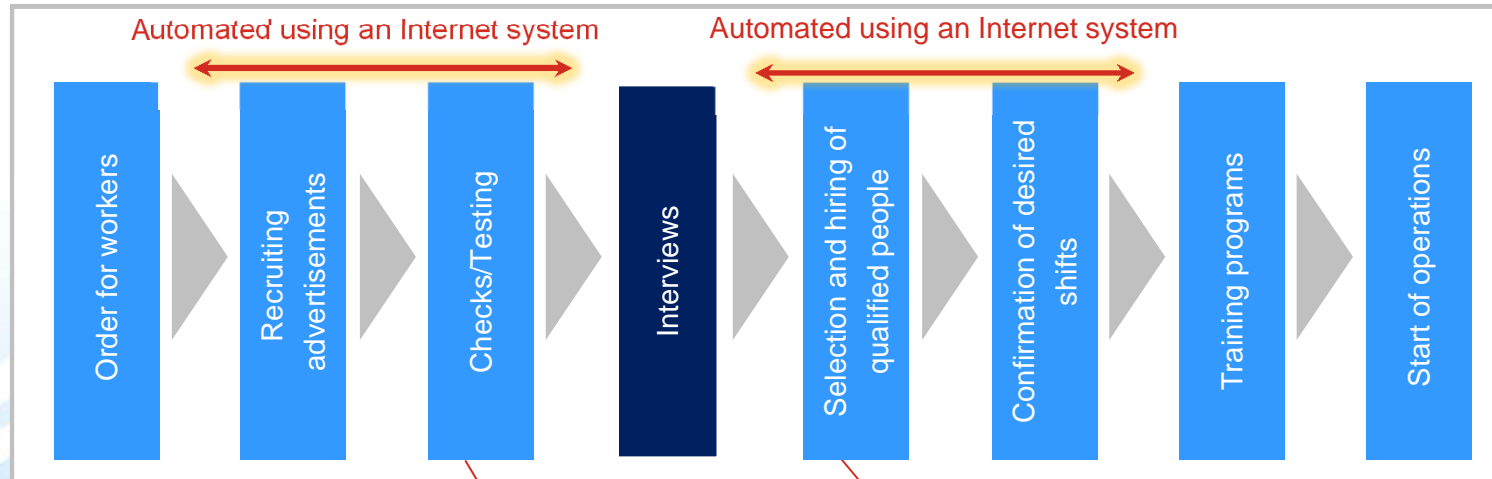 Automated using an Internet system
Automated using an Internet system
Order for workers
Recruiting
advertisements
Checks/Testing
Interviews
Selection and hiring of
qualified people
Confirmation of desired
shifts
Training programs
Start of operations